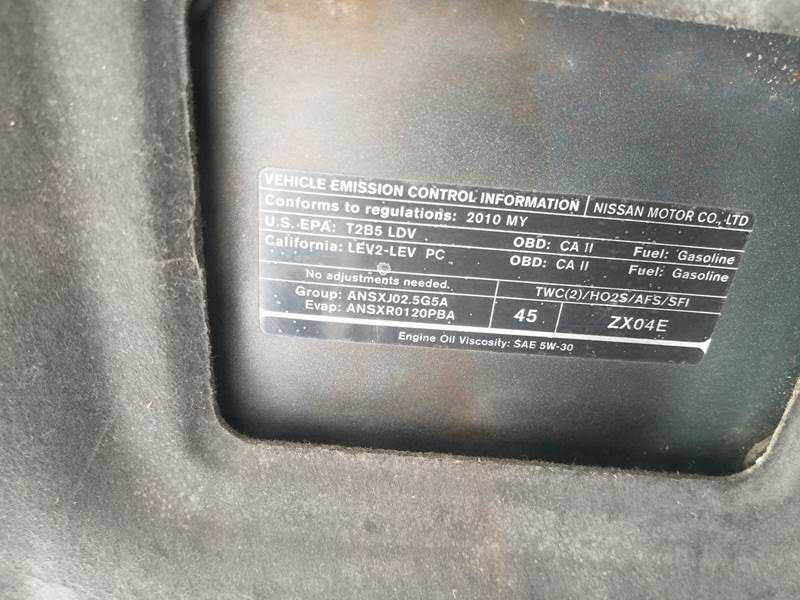 VEHICLE EMISSION CONTROL INFORMATION NISSAN MOTOR CO., LTD
Conforms to regulations: 2010 MY
U.S. EPA: T2B5 LDV OBD: CA II Fuel: Gasoline
California: LEV2-LEV PC OBD: CA II Fuel: Gasoline
No adjustments needed. TWC(2)/HO2S/AFS/SFI
Group: ANSXJ02.5G5A
Evap: ANSXR0120PBA
45 ZX04E
Engine Oil Viscosity: SAE 5W-30